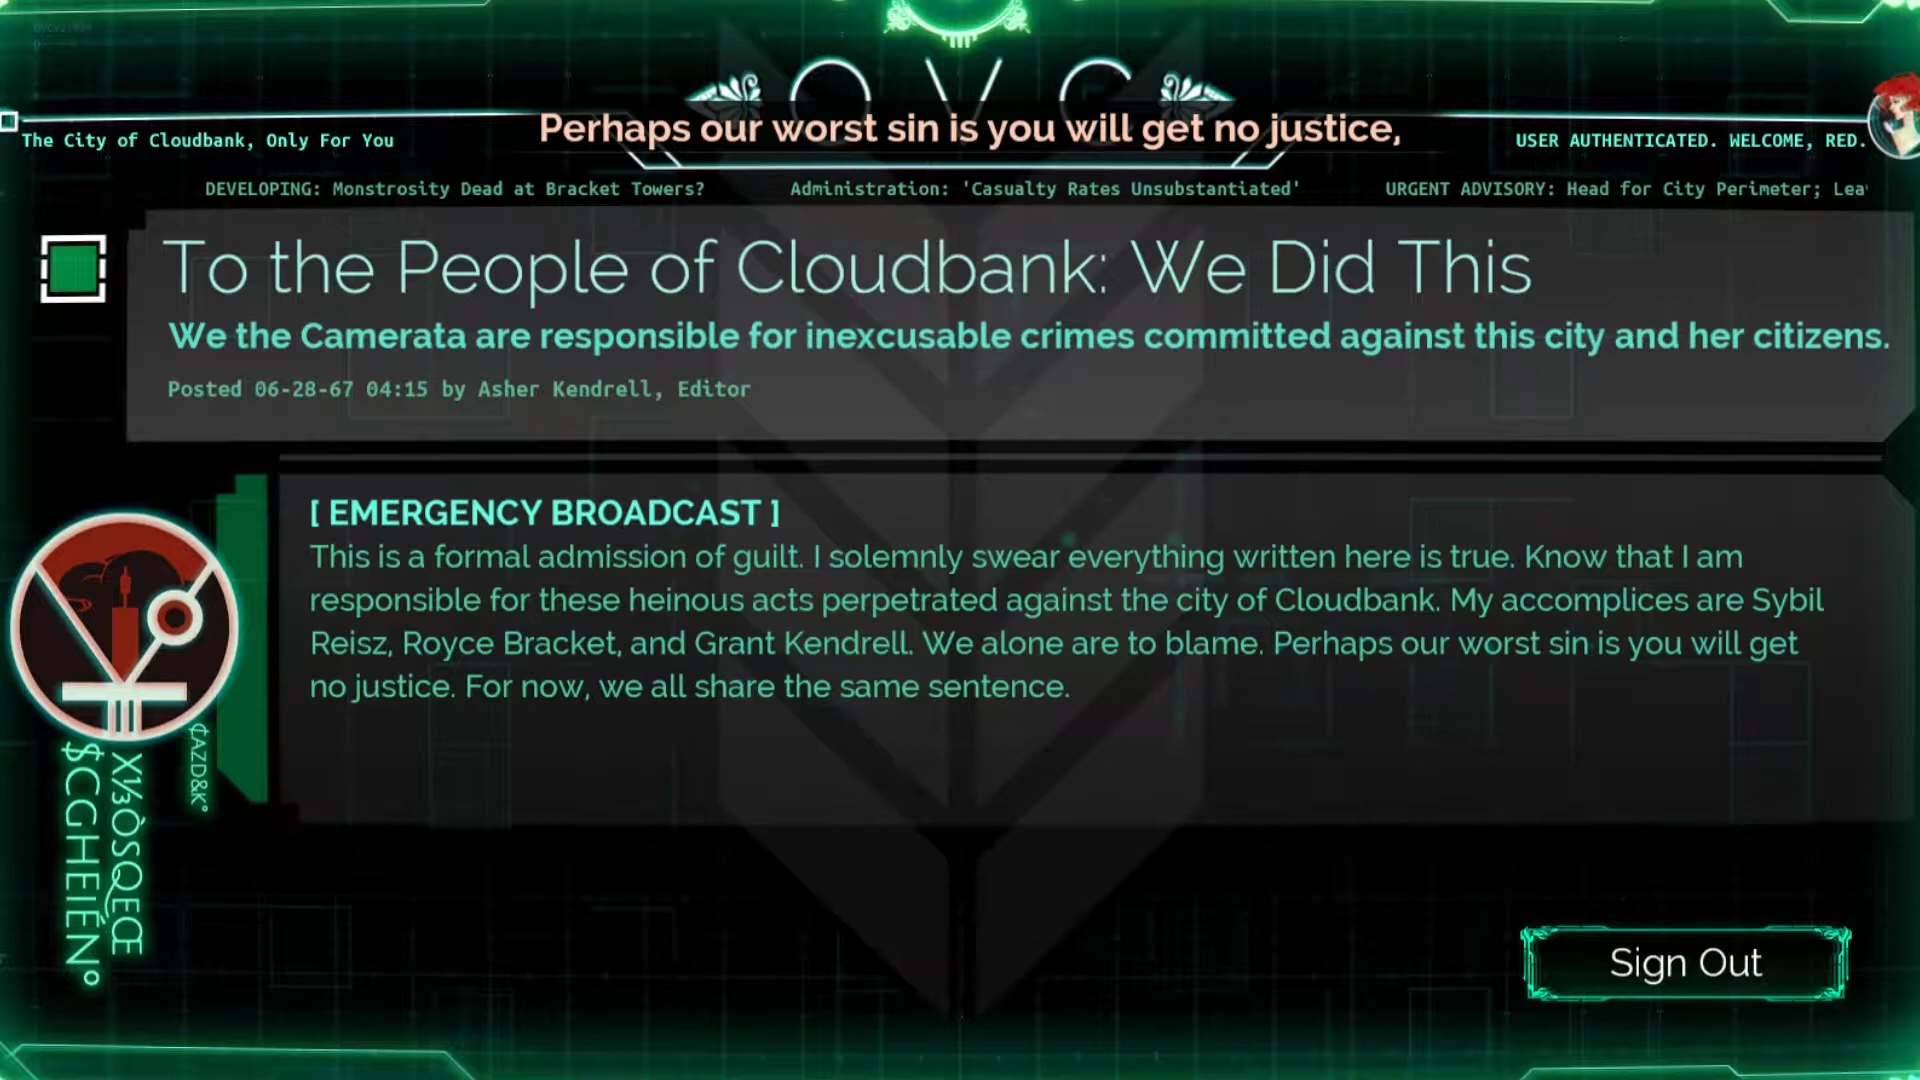 OVC
Perhaps our worst sin is you will get no justice,
The City of Cloudbank, Only For You
USER AUTHENTICATED. WELCOME, RED.
DEVELOPING: Monstrosity Dead at Bracket Towers? Administration: 'Casualty Rates Unsubstantiated' URGENT ADVISORY: Head for City Perimeter;
To the People of Cloudbank: We Did This
We the Camerata are responsible for inexcusable crimes committed against this city and her citizens.
Posted 06-28-67 04:15 by Asher Kendrell, Editor
[ EMERGENCY BROADCAST ]
This is a formal admission of guilt. I solemnly swear everything written here is true. Know that I am
responsible for these heinous acts perpetrated against the city of Cloudbank. My accomplices are Sybil
Reisz, Royce Bracket, and Grant Kendrell. We alone are to blame. Perhaps our worst sin is you will get
no justice. For now, we all share the same sentence.
Sign Out